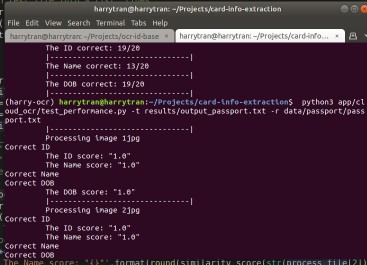 harrytran@harrytran: ~/Projects/card-info-extraction
File Edit View Search Terminal Tabs Help
harrytran@harrytran: ~/Projects/ocr-id-base × harrytran@harrytran: ~/Projects/card-info... ×
The ID correct: 19/20
|-----------------------------|
The Name correct: 13/20
|-----------------------------|
The DOB correct: 19/20
|-----------------------------|
(harry-ocr) harrytran@harrytran:~/Projects/card-info-extraction$ python3 app/cl
oud_ocr/test_performance.py -t results/output_passport.txt -r data/passport/pass
port.txt
|-----------------------------|
Processing image 1jpg
Correct ID
The ID score: "1.0"
The Name score: "1.0"
Correct Name
Correct DOB
The DOB score: "1.0"
|-----------------------------|
Processing image 2jpg
Correct ID
The ID score: "1.0"
The Name score: "1.0"
Correct Name
Correct DOB
The Name score: "{}"'.format(round(similarity_score(str(process_file[2])